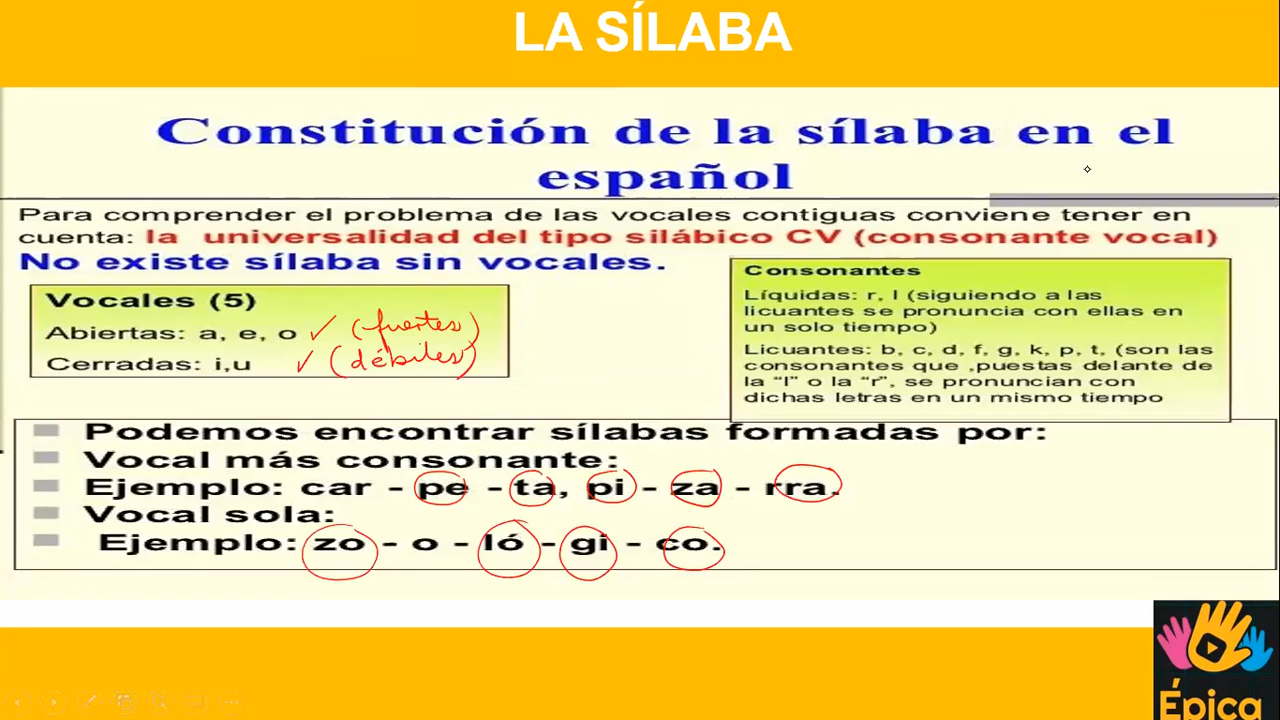 LA SÍLABA
Constitución de la sílaba en el
español
Para comprender el problema de las vocales contiguas conviene tener en
cuenta: la universalidad del tipo silábico CV (consonante vocal)
No existe sílaba sin vocales.
Vocales (5)
Abiertas: a, e, o ✓ (fuertes)
Cerradas: i,u ✓ (débiles)
Consonantes
Líquidas: r, l (siguiendo a las
licuantes se pronuncia con ellas en
un solo tiempo)
Licuantes: b, c, d, f, g, k, p, t, (son las
consonantes que ,puestas delante de
la “l” o la “r”, se pronuncian con
dichas letras en un mismo tiempo
Podemos encontrar sílabas formadas por:
Vocal más consonante:
Ejemplo: car - pe - ta, pi - za - rra.
Vocal sola:
Ejemplo: zo - o - ló - gi - co.
Épica